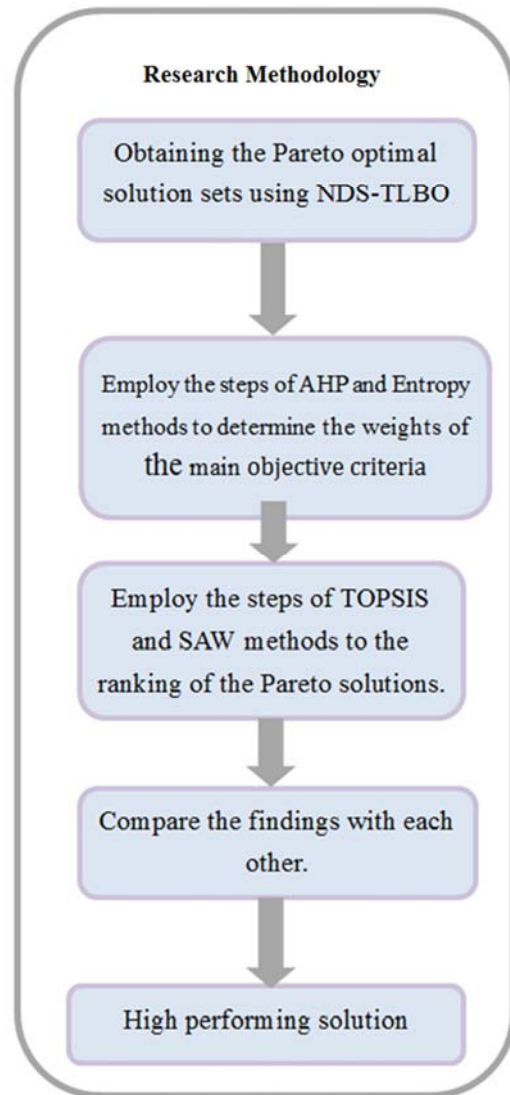 Research Methodology
Obtaining the Pareto optimal
solution sets using NDS-TLBO
Employ the steps of AHP and Entropy
methods to determine the weights of
the main objective criteria
Employ the steps of TOPSIS
and SAW methods to the
ranking of the Pareto solutions.
Compare the findings with each
other.
High performing solution